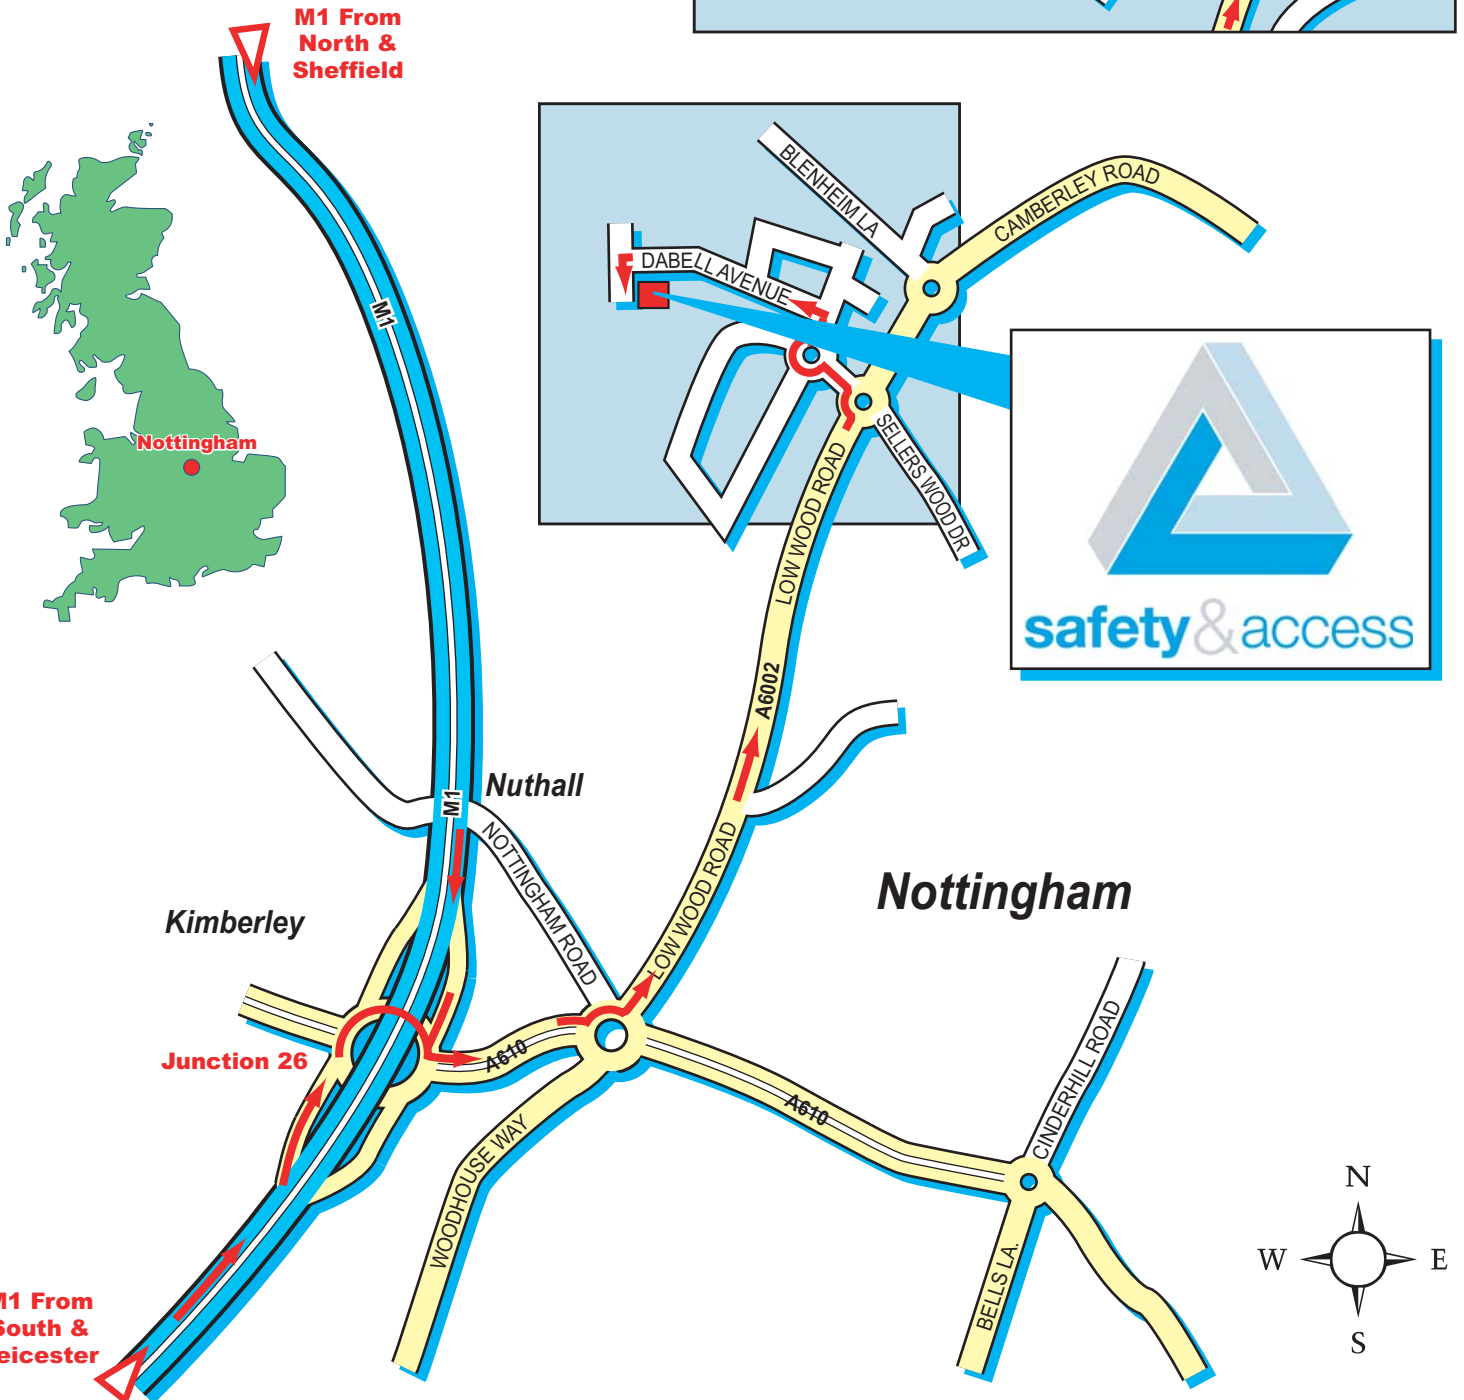 M1 From
North &
Sheffield
BLENHEIM LA
CAMBERLEY ROAD
DABELL AVENUE
M1
Nottingham
SELLERS WOOD DR
LOW WOOD ROAD
safety&access
A6002
Nuthall
M1
NOTTINGHAM ROAD
LOW WOOD ROAD
Nottingham
Kimberley
Junction 26
A610
A610
CINDERHILL ROAD
WOODHOUSE WAY
BELLS LA.
N
W E
S
M1 From
South &
eicester